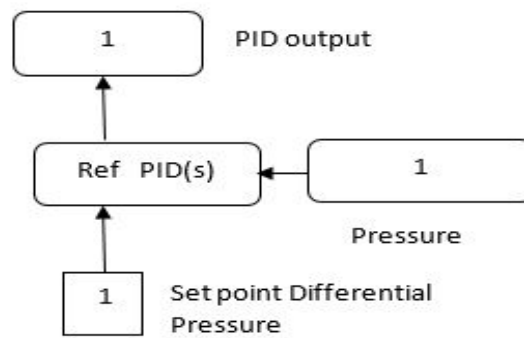 1
PID output
Ref PID(s)
1
Pressure
1
Set point Differential
Pressure